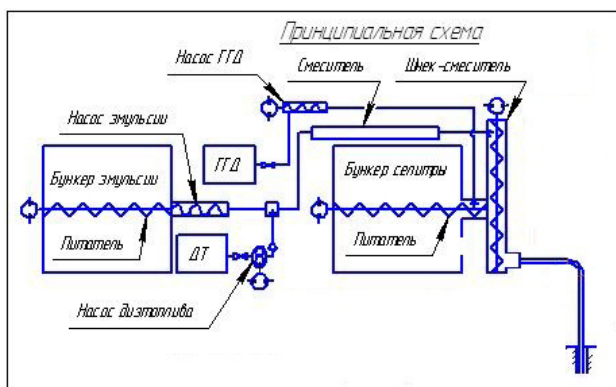 Принципиальная схема
Насос ГГД
Смеситель
Шнек-смеситель
Насос эмульсии
ГГД
Бункер эмульсии
Бункер селитры
Питатель
Питатель
ДТ
Насос дизтоплива